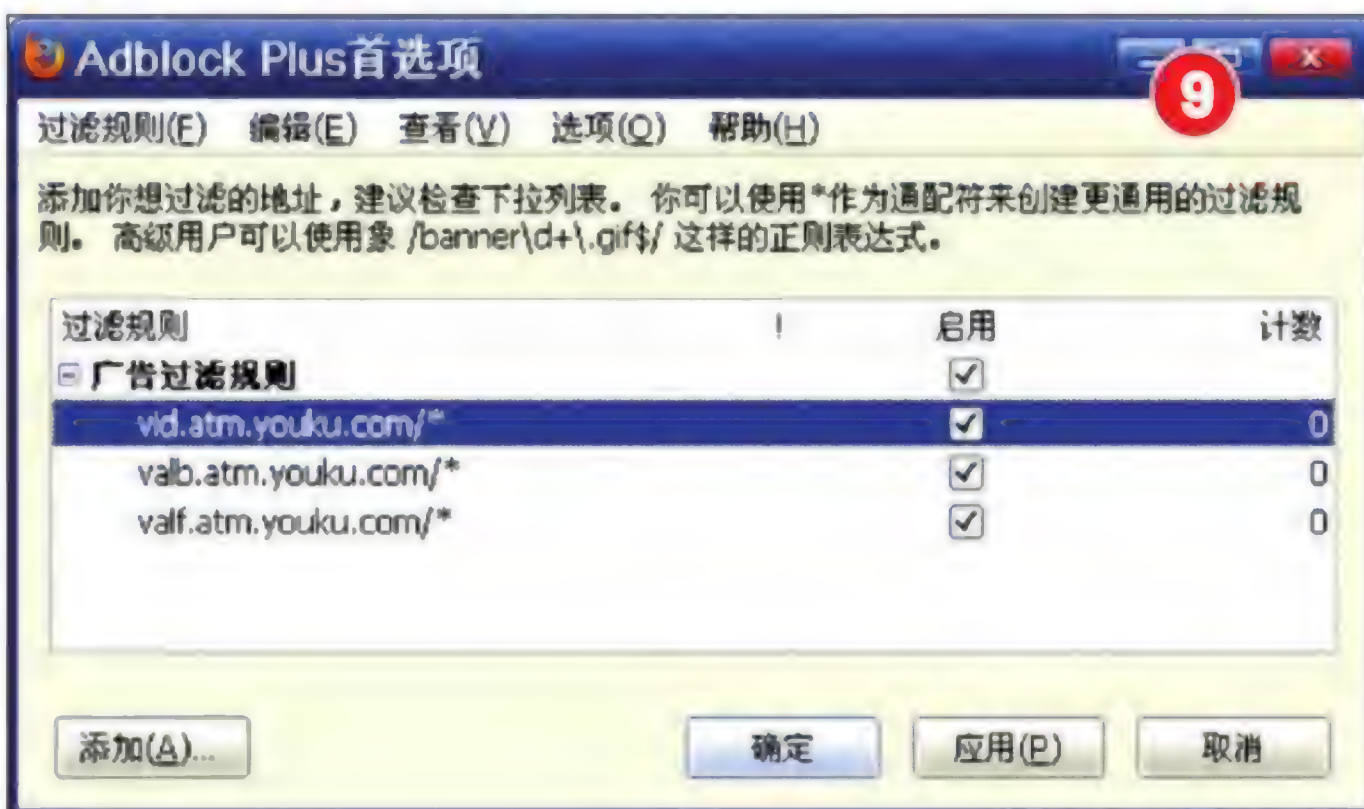 Adblock Plus首选项
9
过滤规则(F) 编辑(E) 查看(V) 选项(O) 帮助(H)
添加你想过滤的地址，建议检查下拉列表。 你可以使用*作为通配符来创建更通用的过滤规
则。 高级用户可以使用象 /banner\d+\.gif$/ 这样的正则表达式。
过滤规则 ! 启用 计数
广告过滤规则
vid.atm.youku.com/* 0
valb.atm.youku.com/* 0
valf.atm.youku.com/* 0
添加(A)... 确定 应用(P) 取消